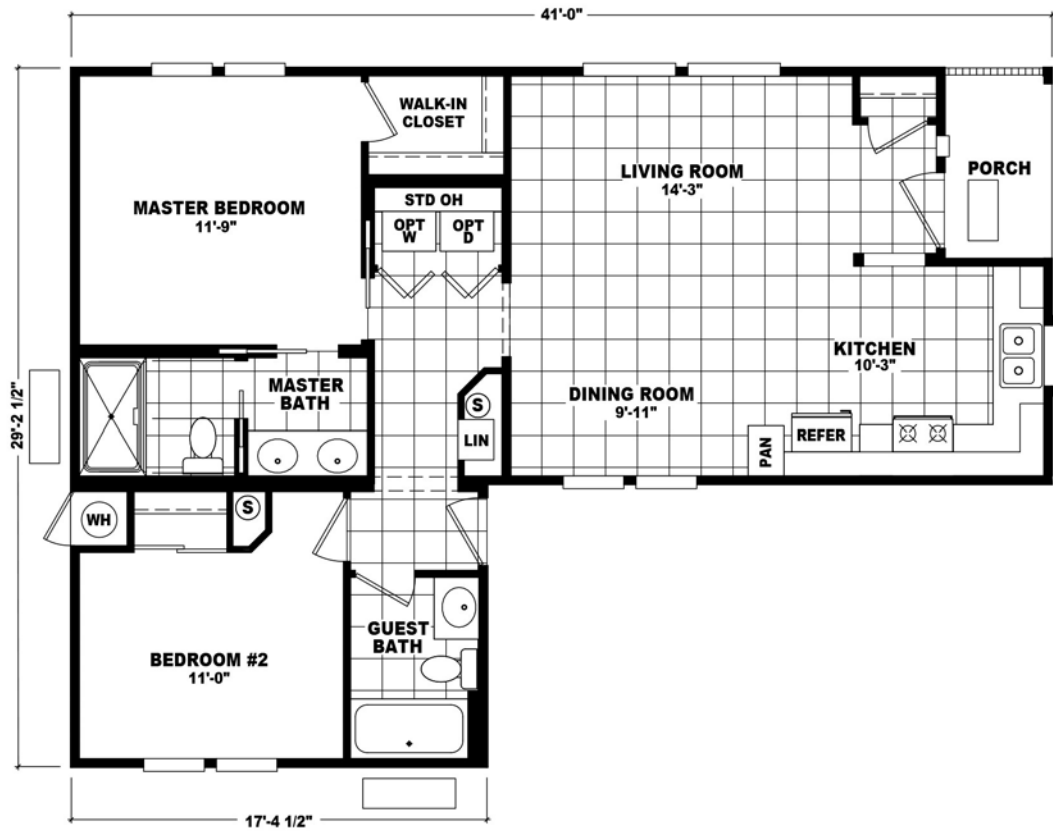 41'-0"
WALK-IN
CLOSET
LIVING ROOM
14'-3"
PORCH
MASTER BEDROOM
11'-9"
STD OH
OPT
W
OPT
D
KITCHEN
10'-3"
MASTER
BATH
DINING ROOM
9'-11"
29'-2 1/2"
S
LIN
PAN
REFER
WH
S
GUEST
BATH
BEDROOM #2
11'-0"
17'-4 1/2"